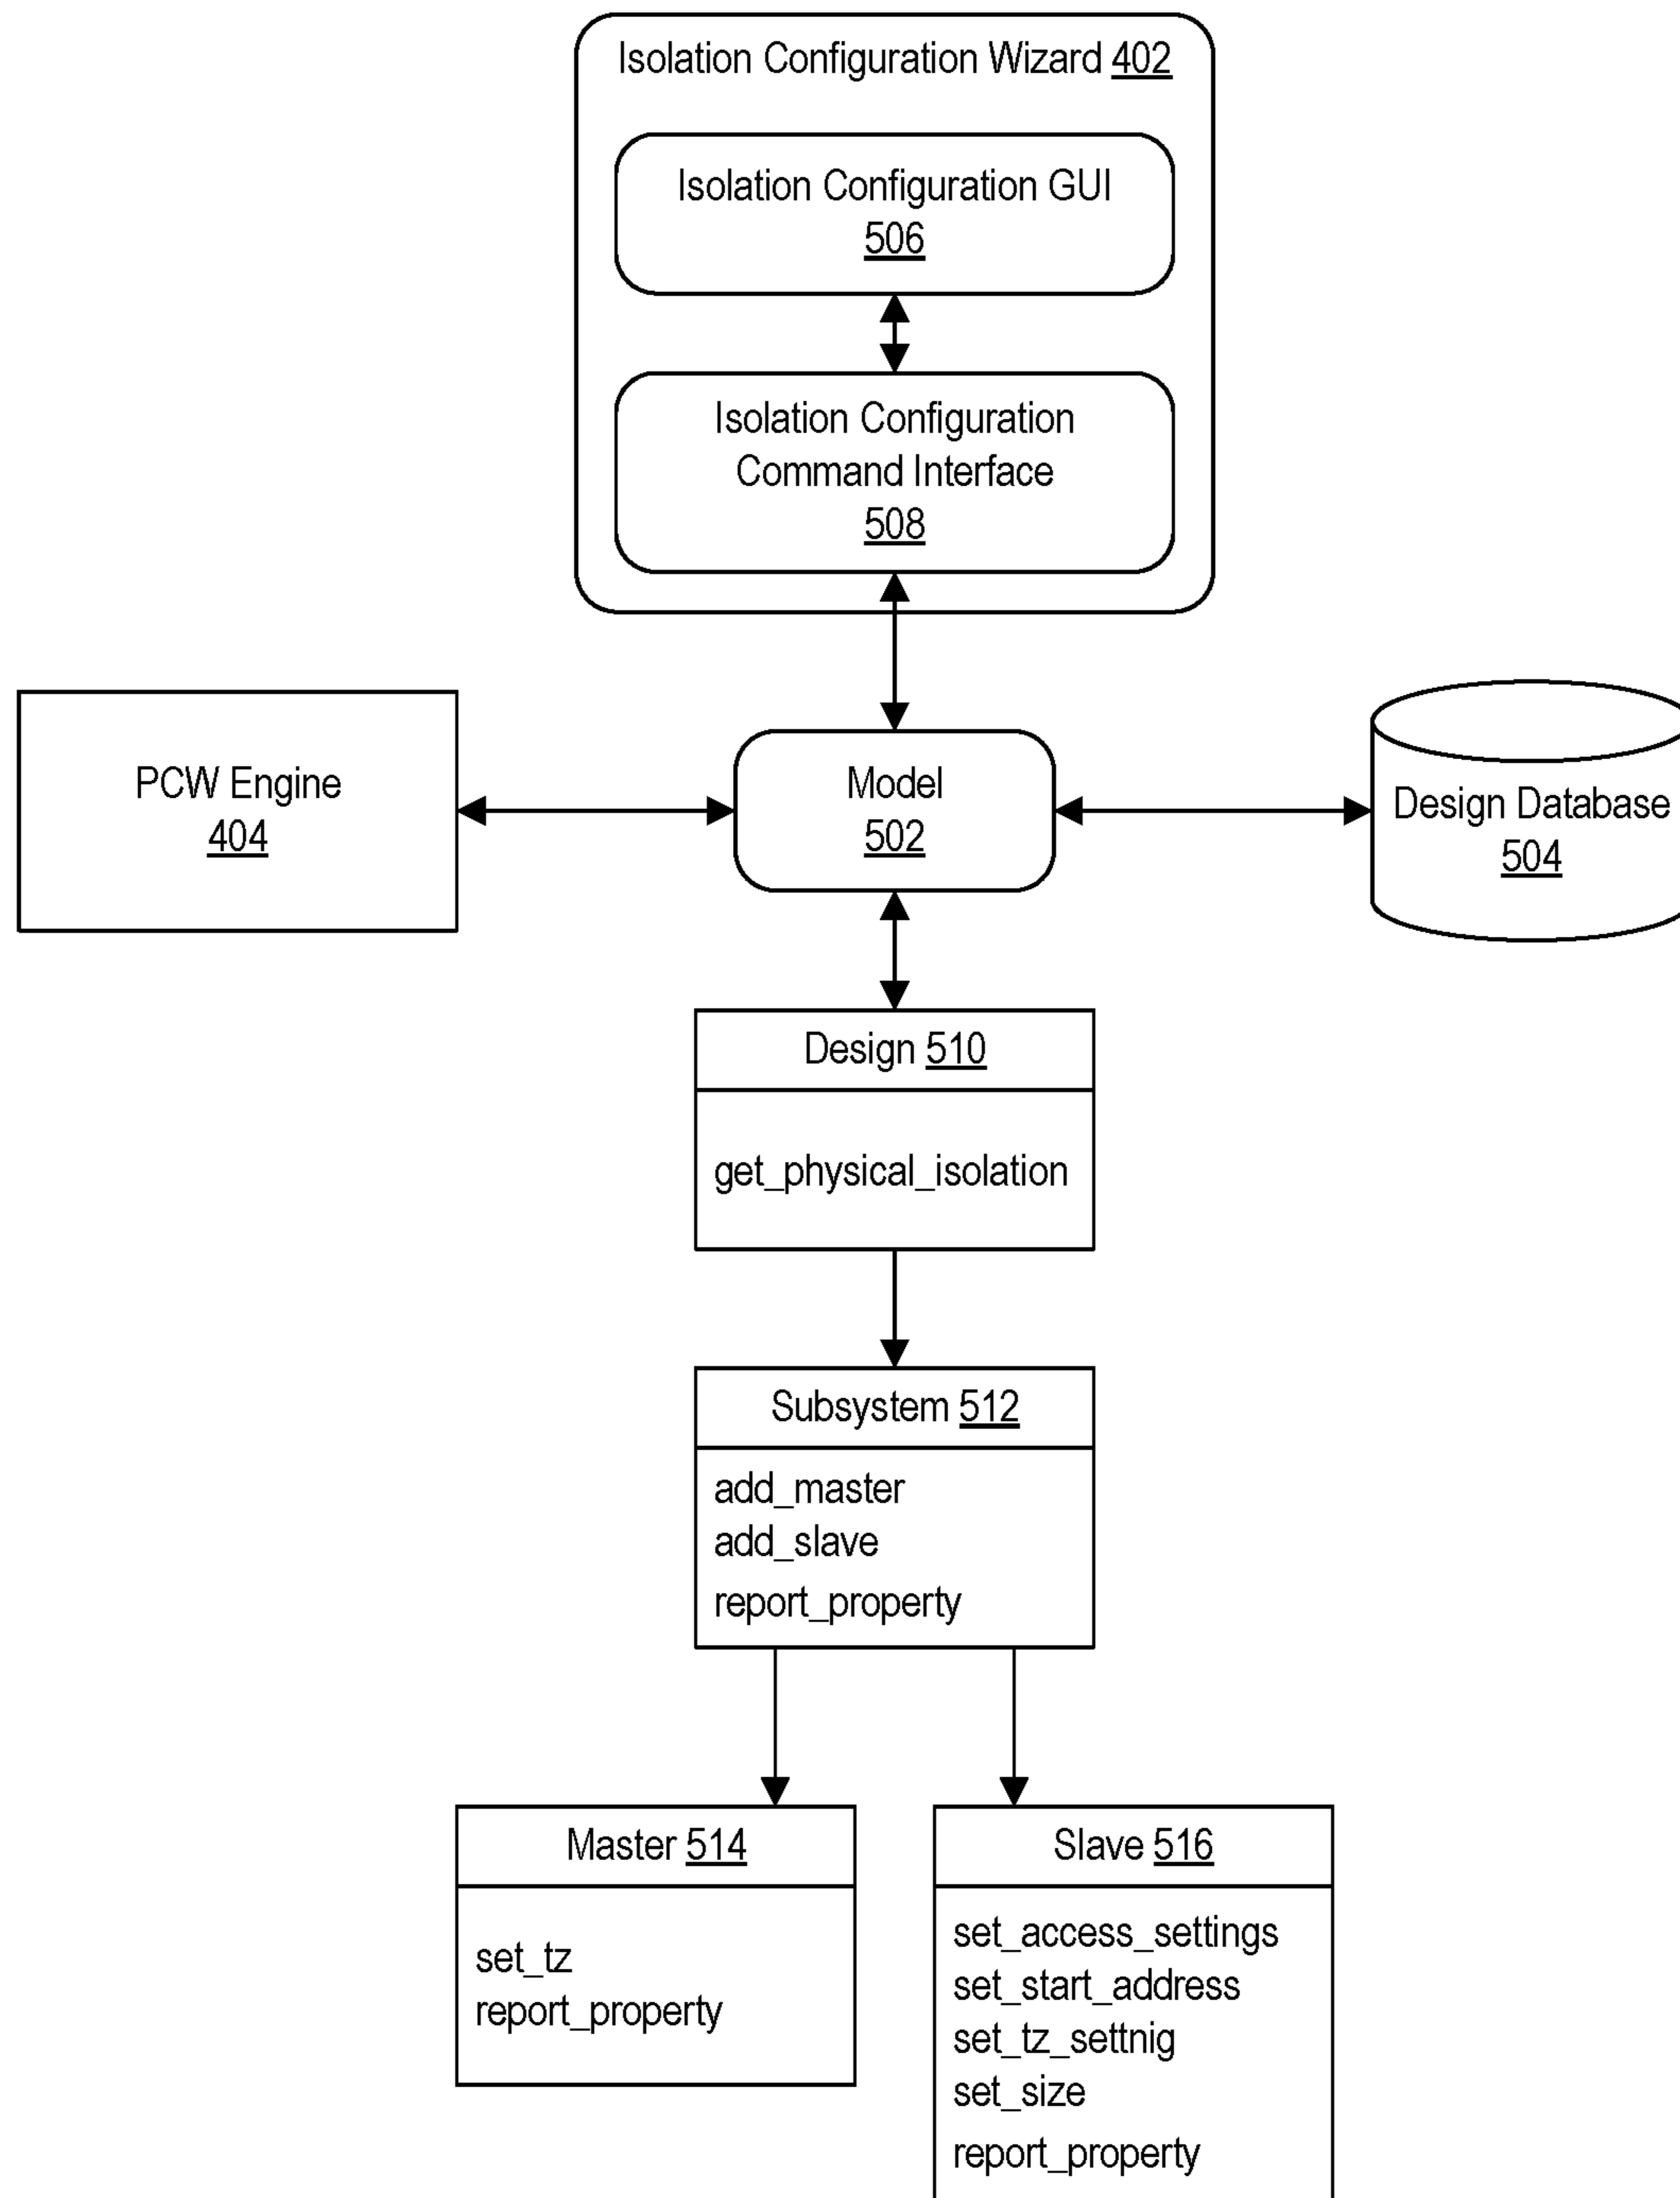 Isolation Configuration Wizard 402
Isolation Configuration GUI
506
Isolation Configuration
Command Interface
508
PCW Engine
404
Model
502
Design Database
504
Design 510
get_physical_isolation
Subsystem 512
add_master
add_slave
report_property
Master 514
set_tz
report_property
Slave 516
set_access_settings
set_start_address
set_tz_settnig
set_size
report_property